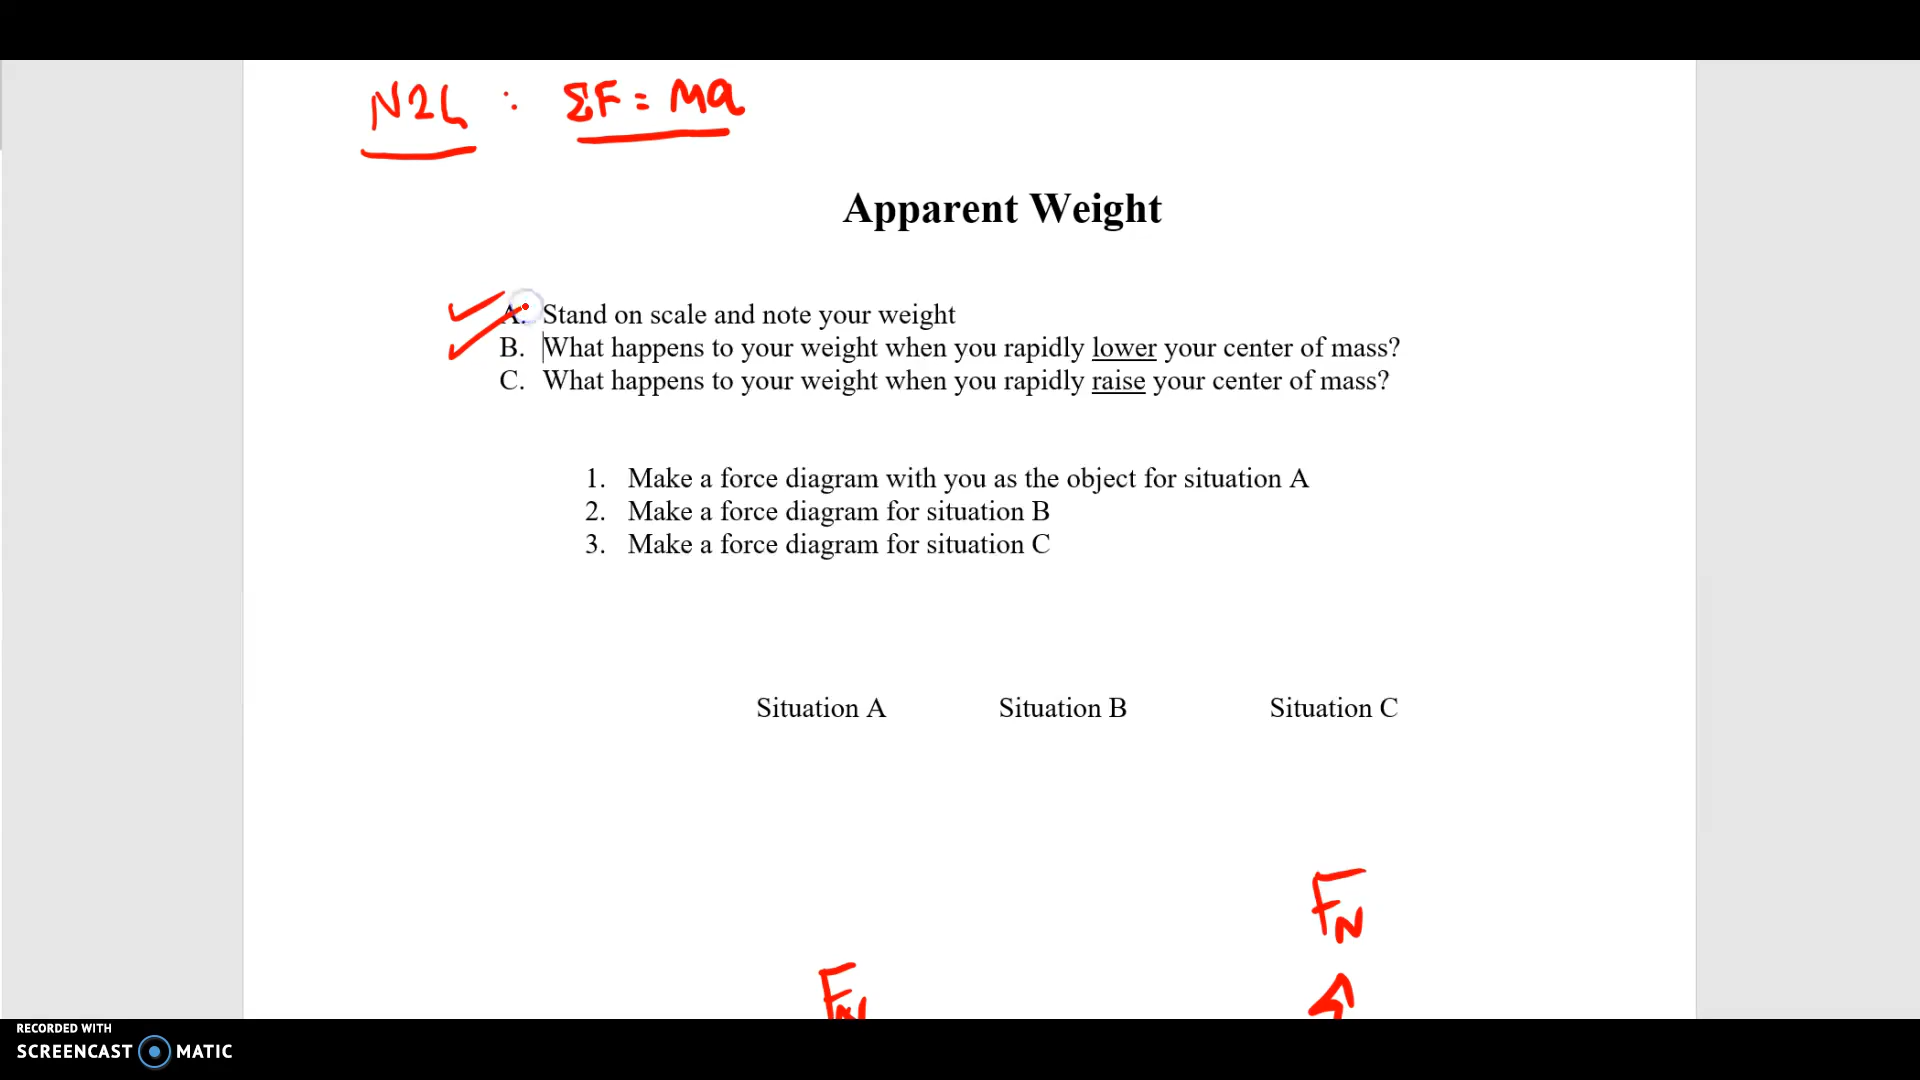 N2L : ΣF = ma
Apparent Weight
A. Stand on scale and note your weight
B. What happens to your weight when you rapidly lower your center of mass?
C. What happens to your weight when you rapidly raise your center of mass?
1. Make a force diagram with you as the object for situation A
2. Make a force diagram for situation B
3. Make a force diagram for situation C
Situation A Situation B Situation C
FN
FN
RECORDED WITH
SCREENCAST MATIC